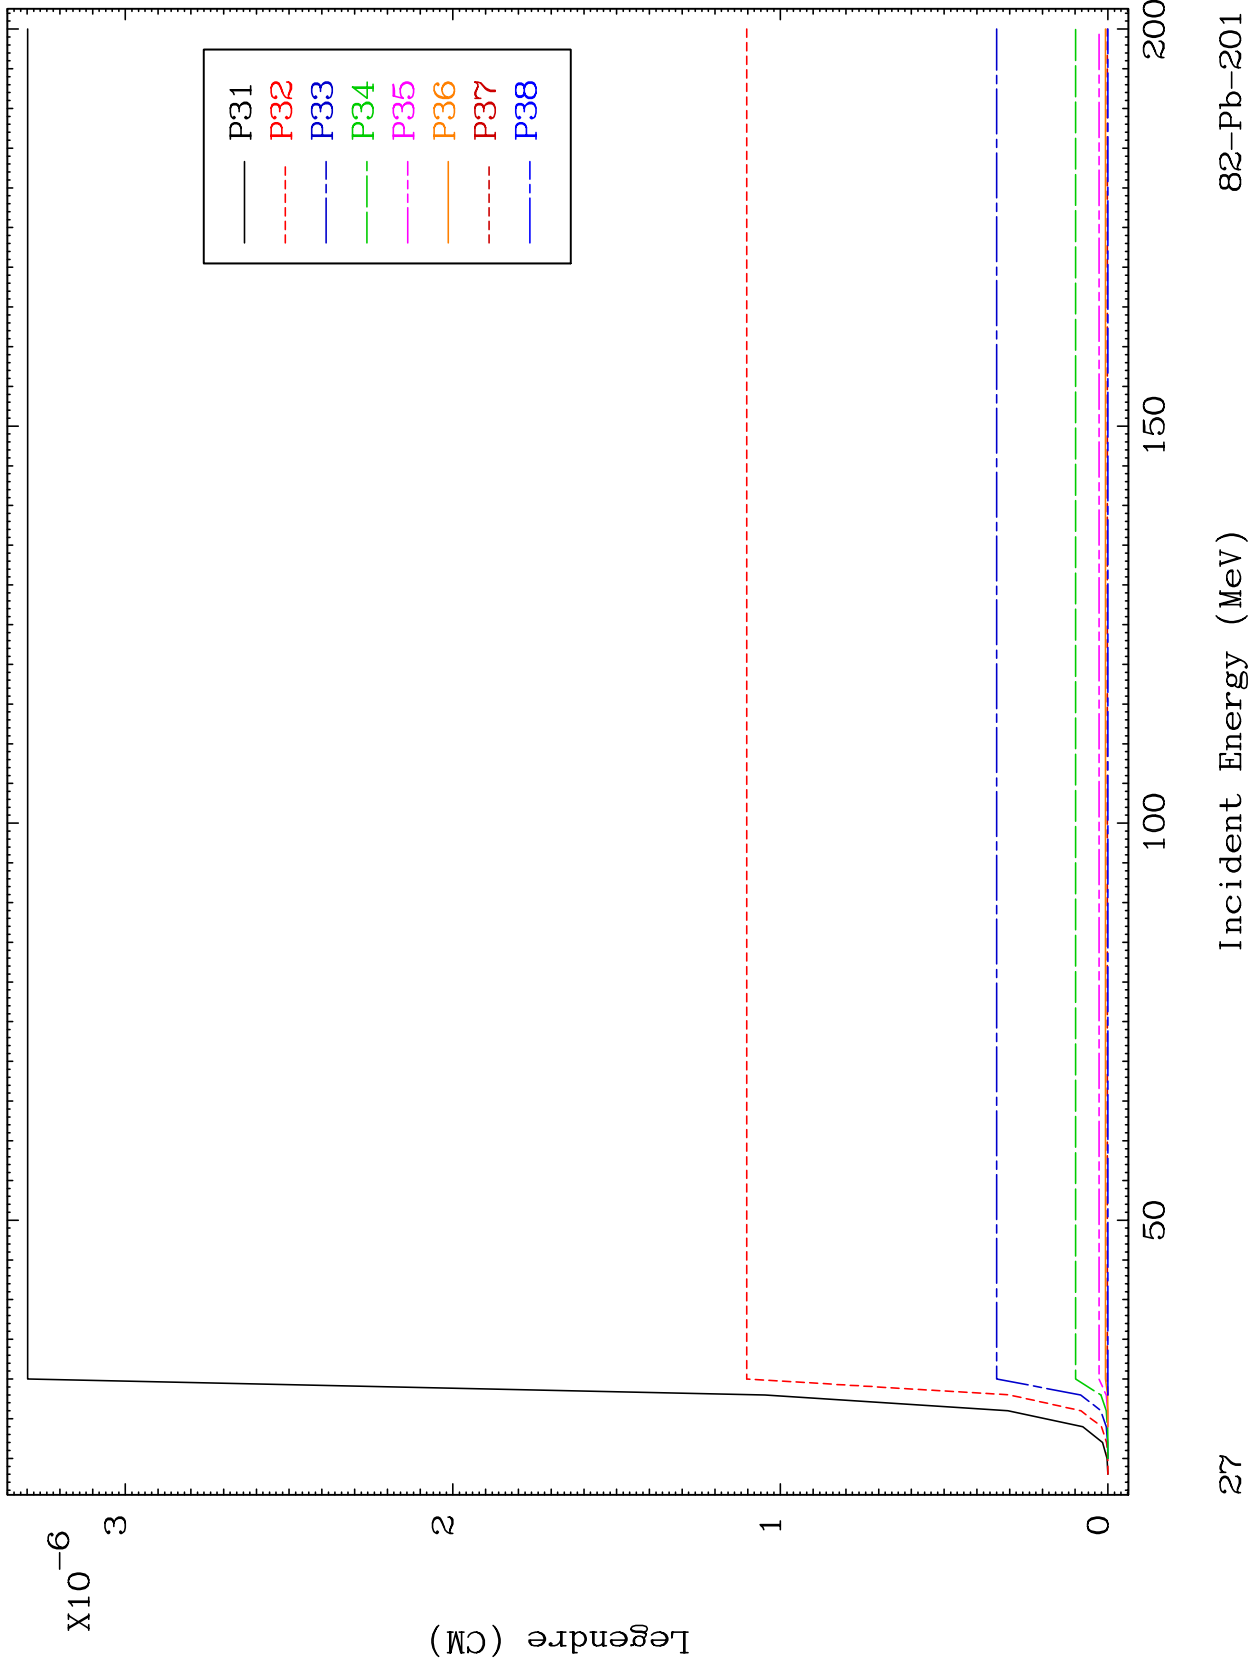 X10-6
3
2
1
0
Legendre (CM)
P31
P32
P33
P34
P35
P36
P37
P38
50
100
150
200
Incident Energy (MeV)
27
82-Pb-201